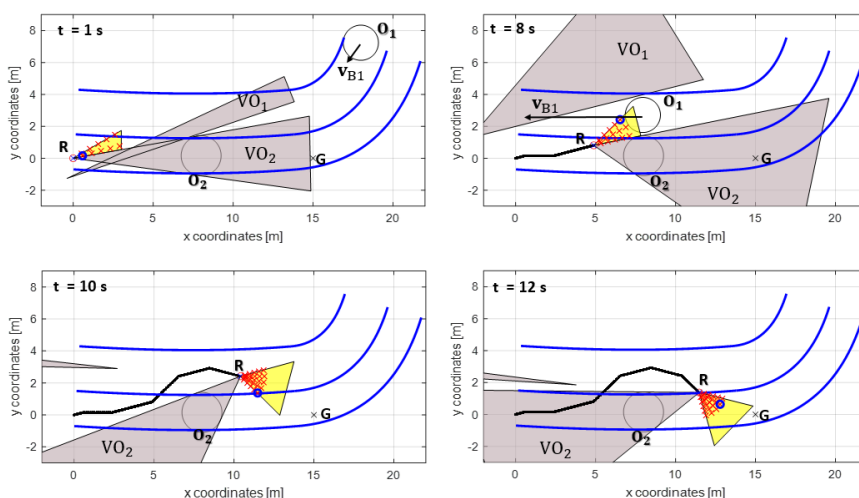 t = 1 s
O₁
v_B1
VO₁
R
VO₂
O₂
G
y coordinates [m]
8
6
4
2
0
-2
0 5 10 15 20
x coordinates [m]
t = 8 s
VO₁
v_B1
O₁
R
G
O₂
VO₂
y coordinates [m]
8
6
4
2
0
-2
0 5 10 15 20
x coordinates [m]
t = 10 s
R
G
O₂
VO₂
y coordinates [m]
8
6
4
2
0
-2
0 5 10 15 20
x coordinates [m]
t = 12 s
R
G
O₂
VO₂
y coordinates [m]
8
6
4
2
0
-2
0 5 10 15 20
x coordinates [m]